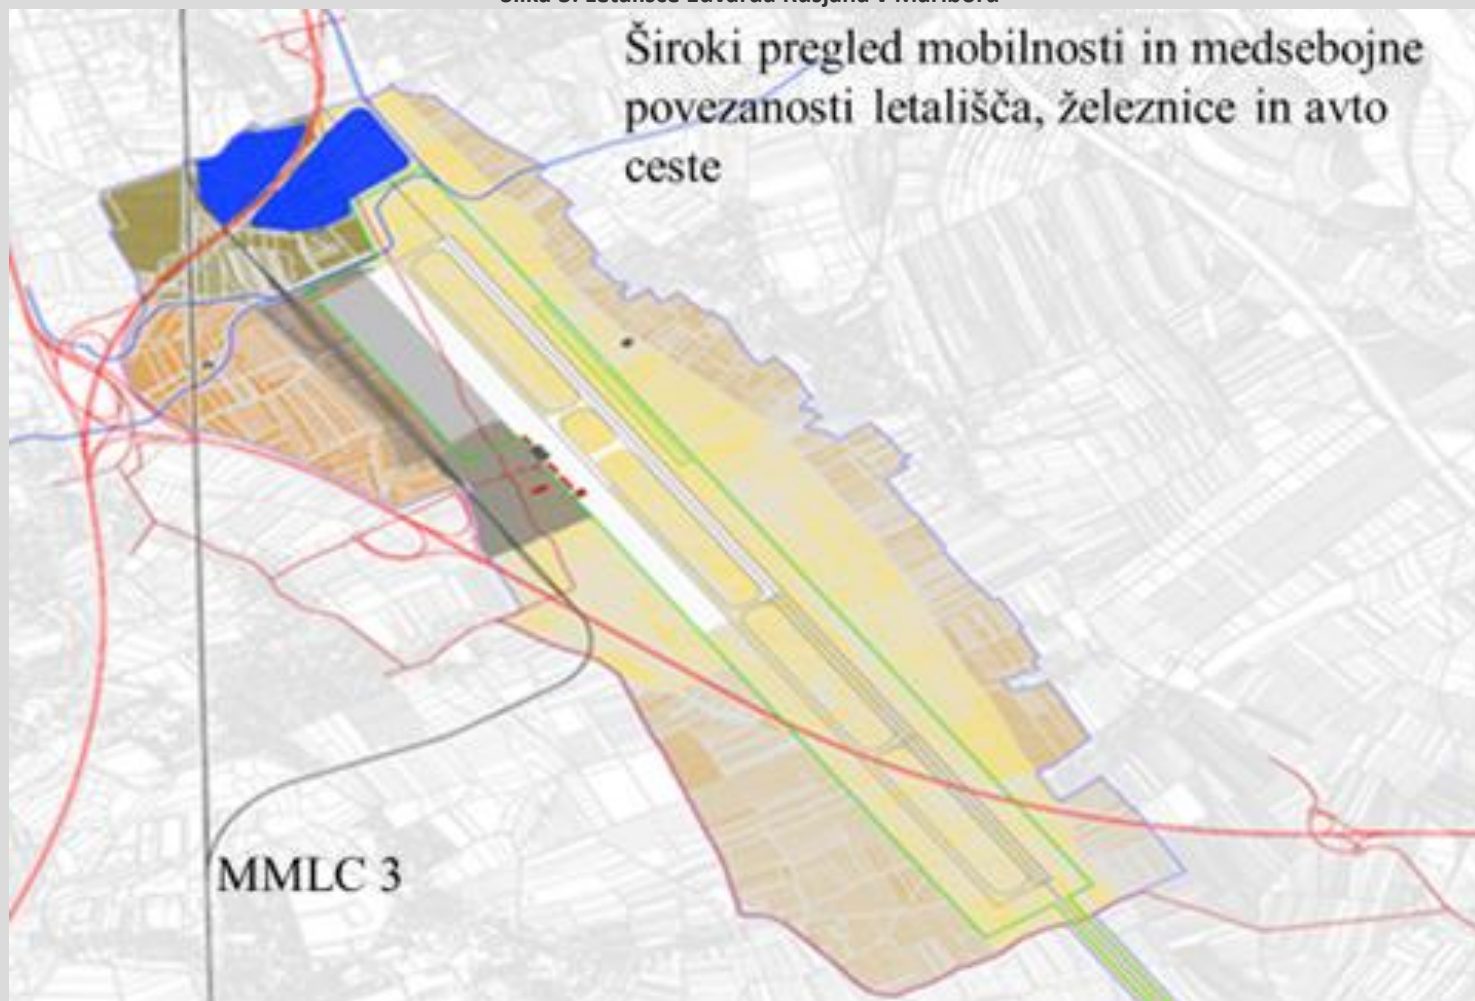 Široki pregled mobilnosti in medsebojne
povezanosti letališča, železnice in avto
ceste
MMLC 3